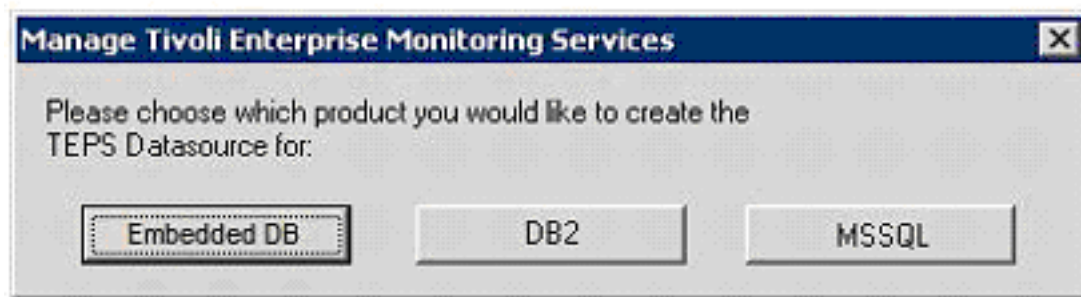 Manage Tivoli Enterprise Monitoring Services
Please choose which product you would like to create the
TEPS Datasource for:
Embedded DB DB2 MSSQL